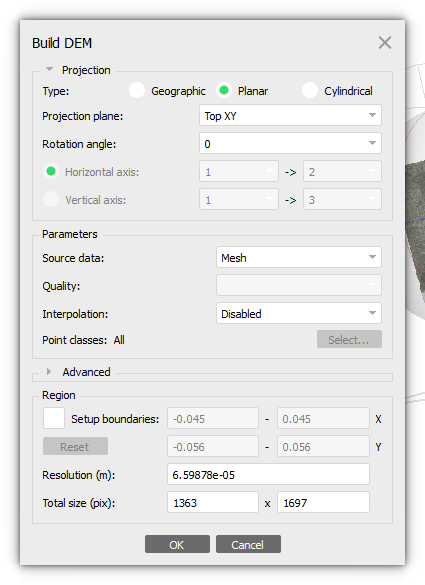 Build DEM
Projection
Type: Geographic Planar Cylindrical
Projection plane: Top XY
Rotation angle: 0
Horizontal axis: 1 -> 2
Vertical axis: 1 -> 3
Parameters
Source data: Mesh
Quality:
Interpolation: Disabled
Point classes: All Select...
Advanced
Region
Setup boundaries: -0.045 - 0.045 X
Reset -0.056 - 0.056 Y
Resolution (m): 6.59878e-05
Total size (pix): 1363 x 1697
OK Cancel